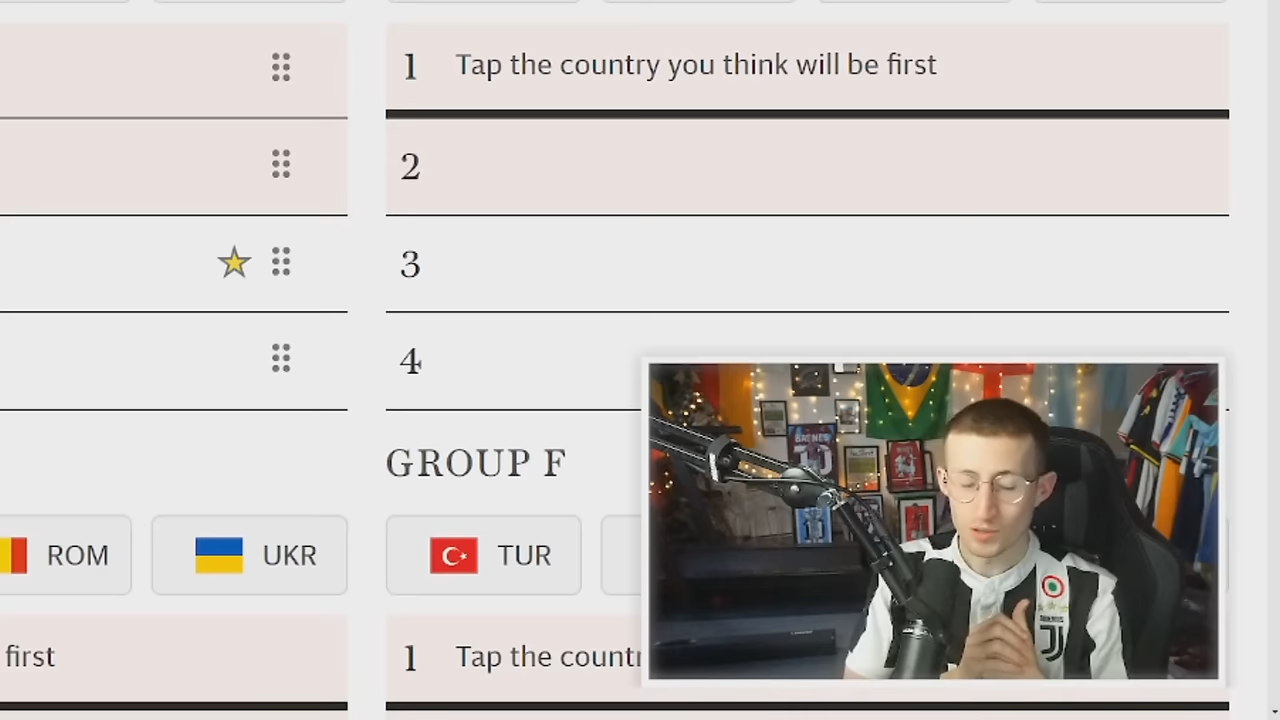 1 Tap the country you think will be first
2
3
4
GROUP F
ROM
UKR
TUR
first
1 Tap the countr